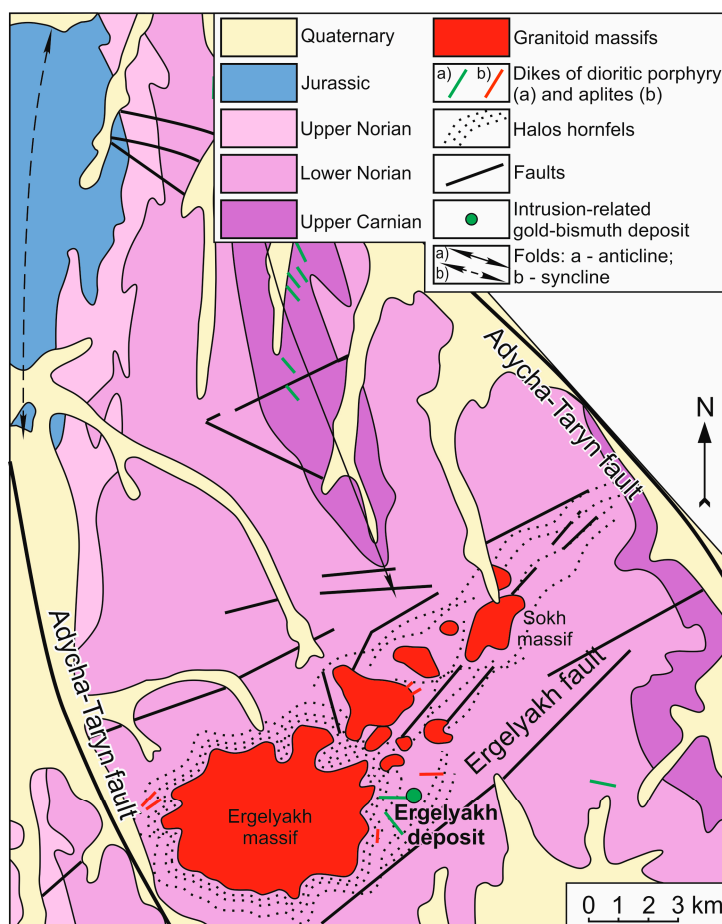 Quaternary
Jurassic
Upper Norian
Lower Norian
Upper Carnian
Granitoid massifs
a) b)
Dikes of dioritic porphyry
(a) and aplites (b)
Halos hornfels
Faults
Intrusion-related
gold-bismuth deposit
a)
b)
Folds: a - anticline;
b - syncline
Adycha-Taryn fault
N
Sokh
massif
Adycha-Taryn fault
Ergelyakh fault
Ergelyakh
massif
Ergelyakh
deposit
0 1 2 3 km